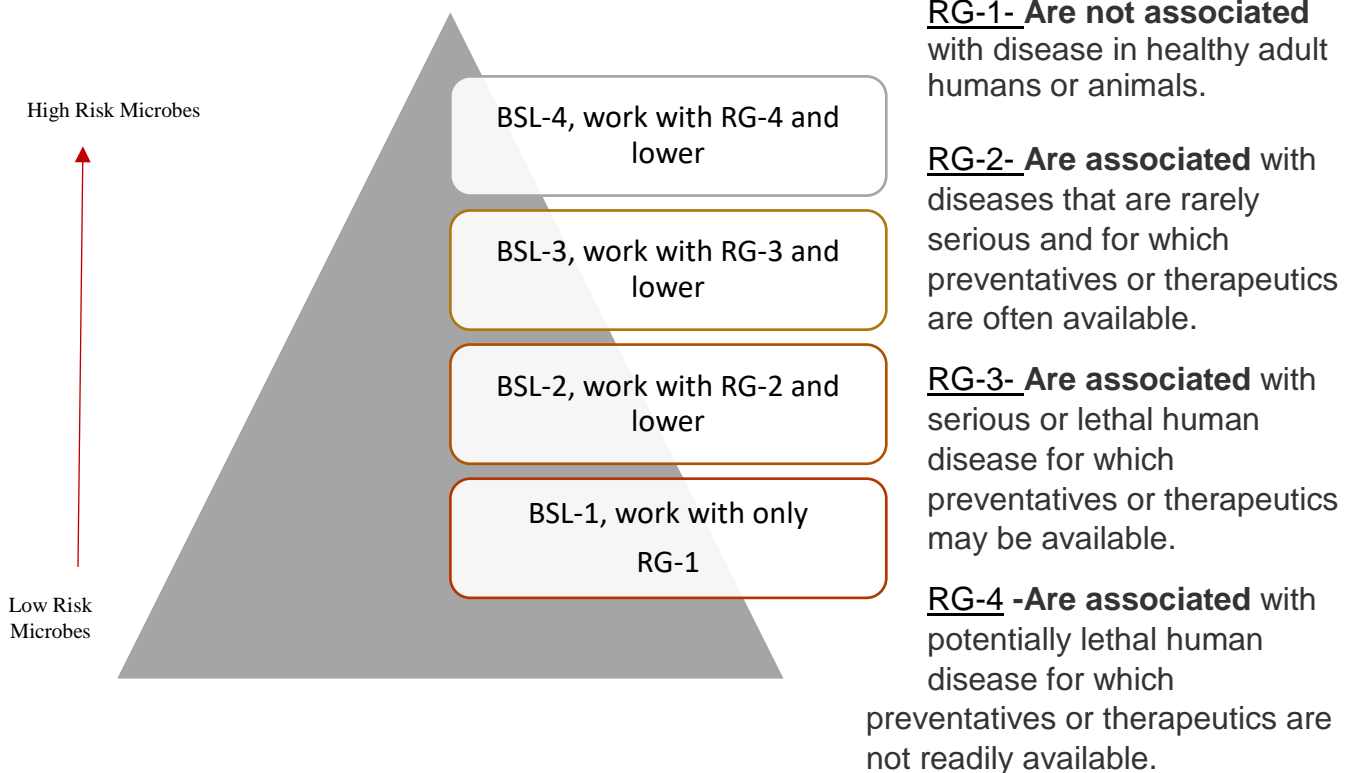 High Risk Microbes
Low Risk
Microbes
BSL-4, work with RG-4 and
lower
BSL-3, work with RG-3 and
lower
BSL-2, work with RG-2 and
lower
BSL-1, work with only
RG-1
RG-1- Are not associated
with disease in healthy adult
humans or animals.
RG-2- Are associated with
diseases that are rarely
serious and for which
preventatives or therapeutics
are often available.
RG-3- Are associated with
serious or lethal human
disease for which
preventatives or therapeutics
may be available.
RG-4 -Are associated with
potentially lethal human
disease for which
preventatives or therapeutics are
not readily available.